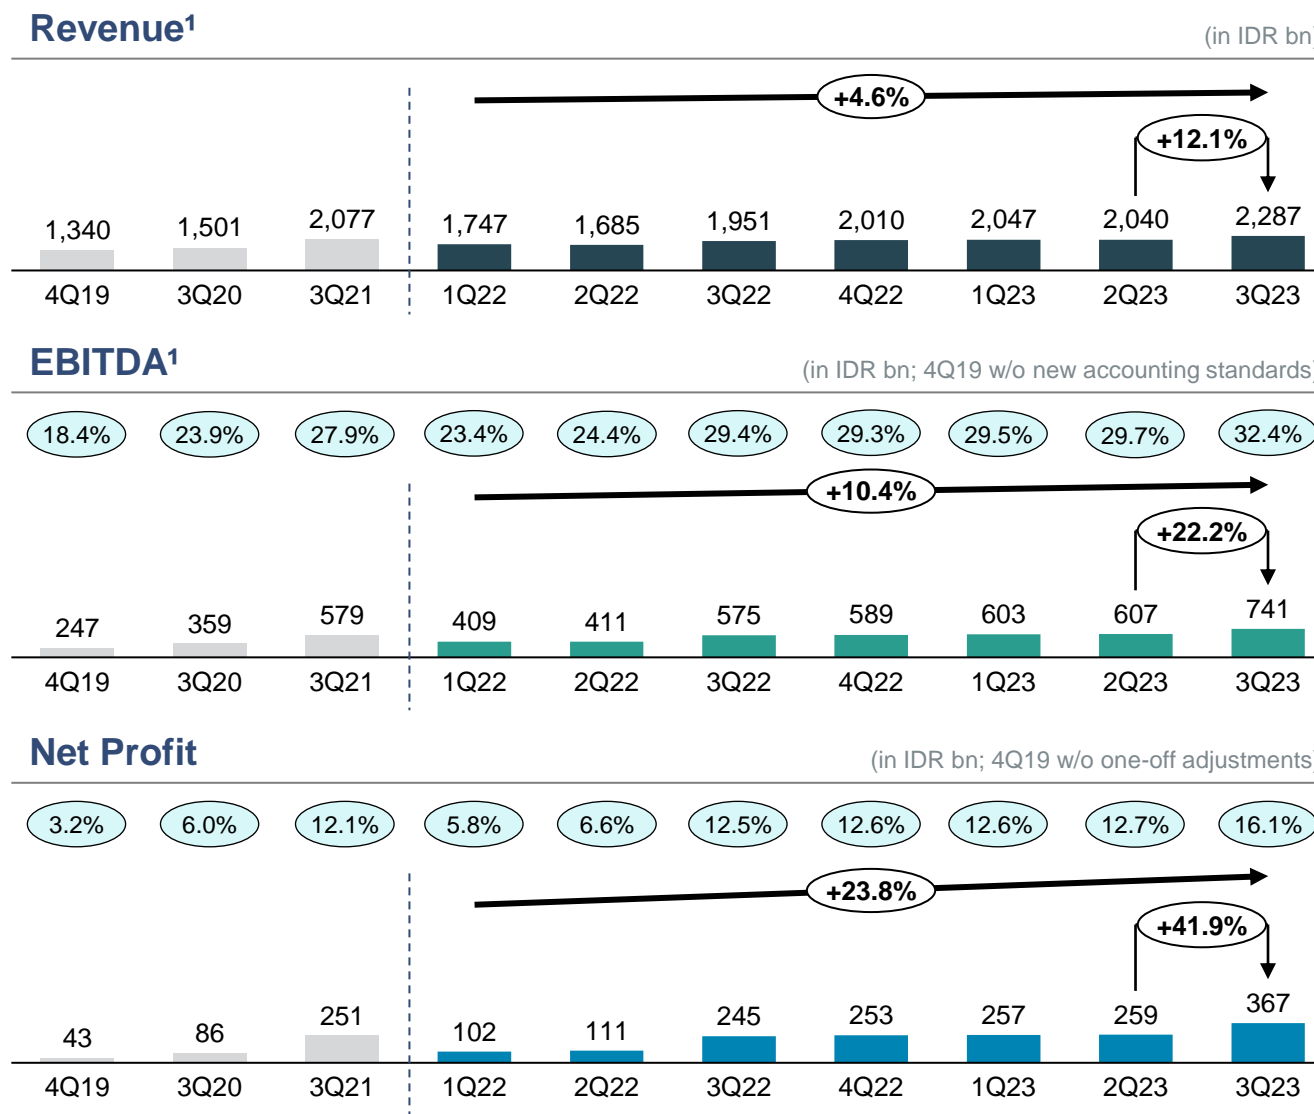 Revenue¹ (in IDR bn)
+4.6%
+12.1%
1,340 1,501 2,077 1,747 1,685 1,951 2,010 2,047 2,040 2,287
4Q19 3Q20 3Q21 1Q22 2Q22 3Q22 4Q22 1Q23 2Q23 3Q23
EBITDA¹ (in IDR bn; 4Q19 w/o new accounting standards)
18.4% 23.9% 27.9% 23.4% 24.4% 29.4% 29.3% 29.5% 29.7% 32.4%
+10.4%
+22.2%
247 359 579 409 411 575 589 603 607 741
4Q19 3Q20 3Q21 1Q22 2Q22 3Q22 4Q22 1Q23 2Q23 3Q23
Net Profit (in IDR bn; 4Q19 w/o one-off adjustments)
3.2% 6.0% 12.1% 5.8% 6.6% 12.5% 12.6% 12.6% 12.7% 16.1%
+23.8%
+41.9%
43 86 251 102 111 245 253 257 259 367
4Q19 3Q20 3Q21 1Q22 2Q22 3Q22 4Q22 1Q23 2Q23 3Q23